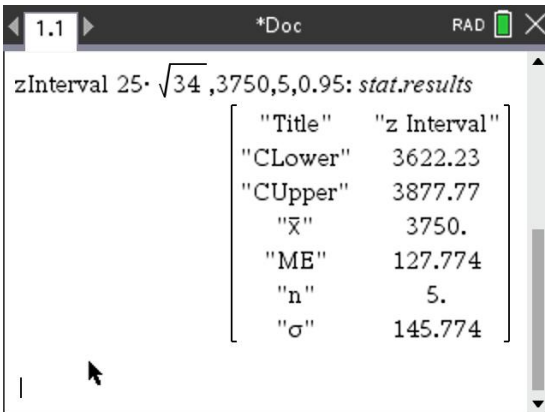 1.1 *Doc RAD
zInterval 25·√34 ,3750,5,0.95: stat.results
"Title" "z Interval"
"CLower" 3622.23
"CUpper" 3877.77
"x̄" 3750.
"ME" 127.774
"n" 5.
"σ" 145.774